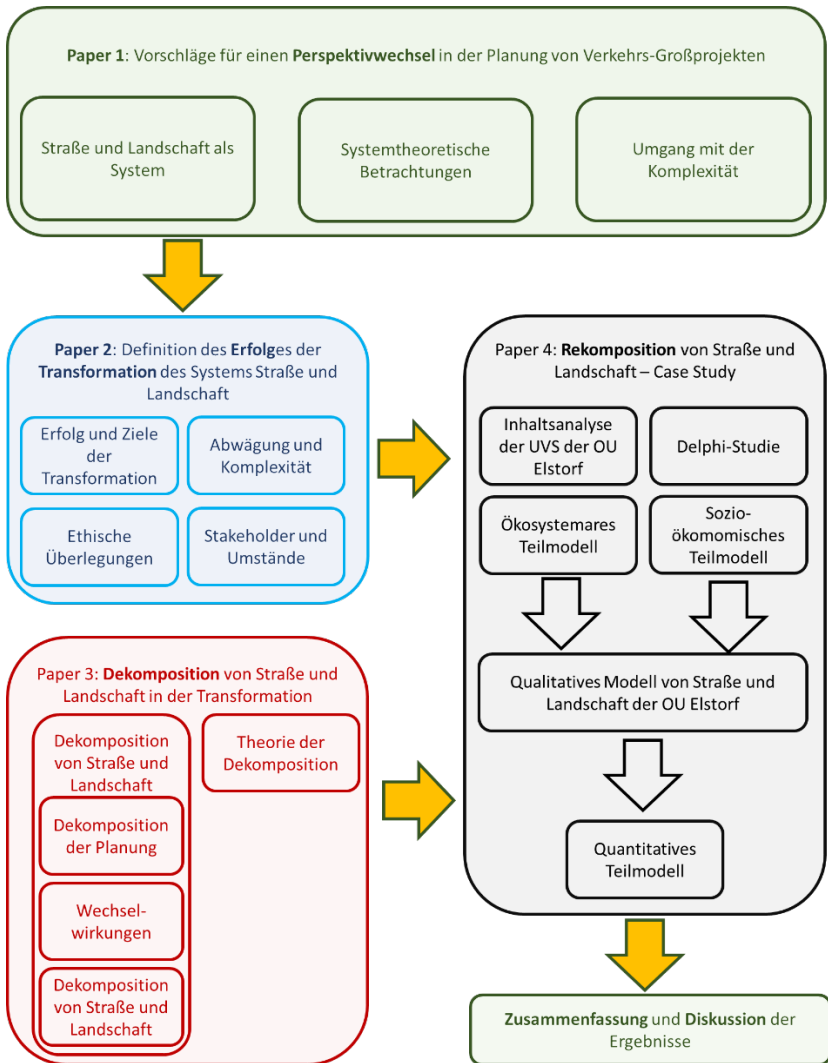 Paper 1: Vorschläge für einen Perspektivwechsel in der Planung von Verkehrs-Großprojekten
Straße und Landschaft als
System
Systemtheoretische
Betrachtungen
Umgang mit der
Komplexität
Paper 2: Definition des Erfolges der
Transformation des Systems Straße und
Landschaft
Erfolg und Ziele
der
Transformation
Abwägung und
Komplexität
Ethische
Überlegungen
Stakeholder und
Umstände
Paper 3: Dekomposition von Straße und
Landschaft in der Transformation
Dekomposition
von Straße und
Landschaft
Theorie der
Dekomposition
Dekomposition
der Planung
Wechsel-
wirkungen
Dekomposition
von Straße und
Landschaft
Paper 4: Rekomposition von Straße und
Landschaft – Case Study
Inhaltsanalyse
der UVS der OU
Elstorf
Delphi-Studie
Ökosystemares
Teilmodell
Sozio-
ökomomisches
Teilmodell
Qualitatives Modell von Straße und
Landschaft der OU Elstorf
Quantitatives
Teilmodell
Zusammenfassung und Diskussion der
Ergebnisse